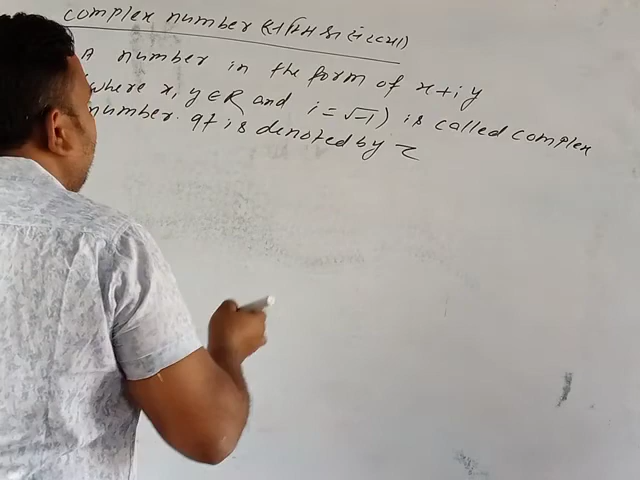 complex number
A number in the form of x+iy
(where x, y ∈ R and i = √-1) is called complex
number. It is denoted by z